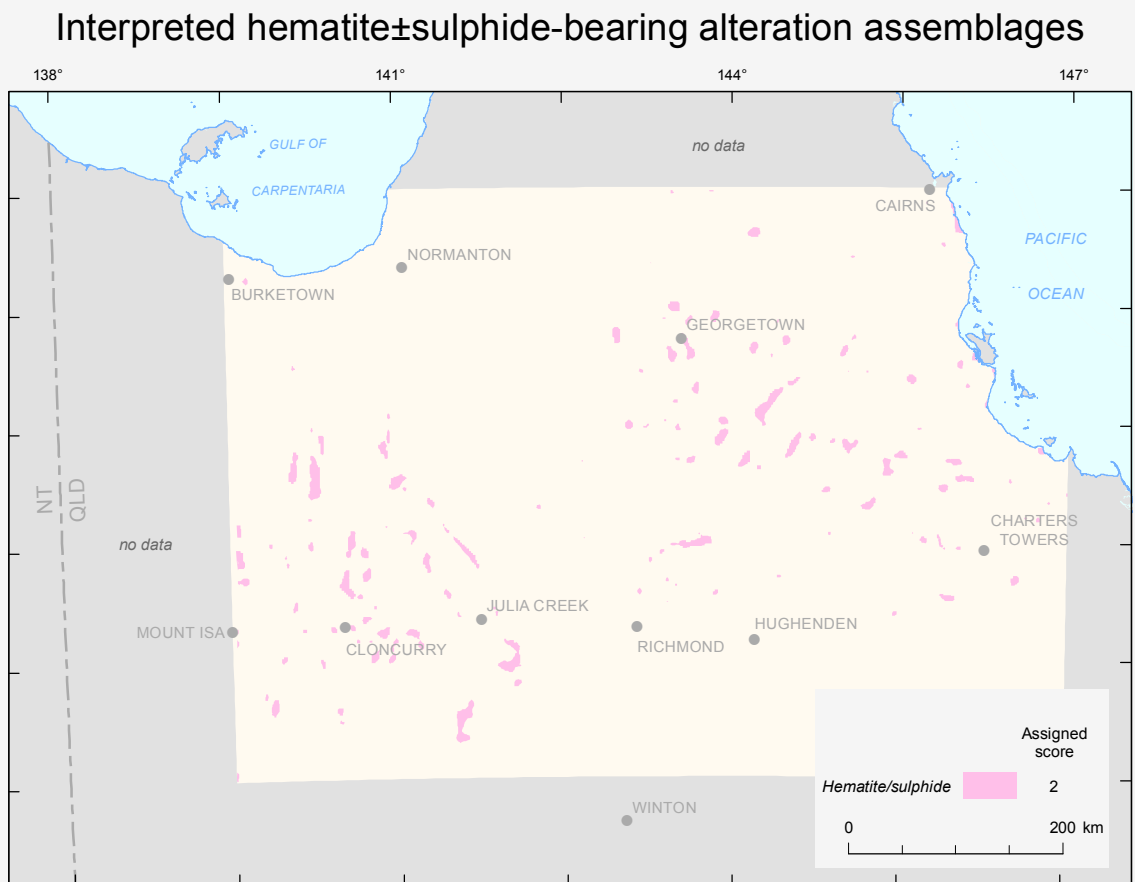 Interpreted hematite±sulphide-bearing alteration assemblages
138°
141°
144°
147°
GULF OF
CARPENTARIA
no data
CAIRNS
PACIFIC
OCEAN
NORMANTON
BURKETOWN
GEORGETOWN
NT
QLD
no data
CHARTERS
TOWERS
JULIA CREEK
MOUNT ISA
CLONCURRY
RICHMOND
HUGHENDEN
WINTON
Assigned
score
Hematite/sulphide
2
0
200 km